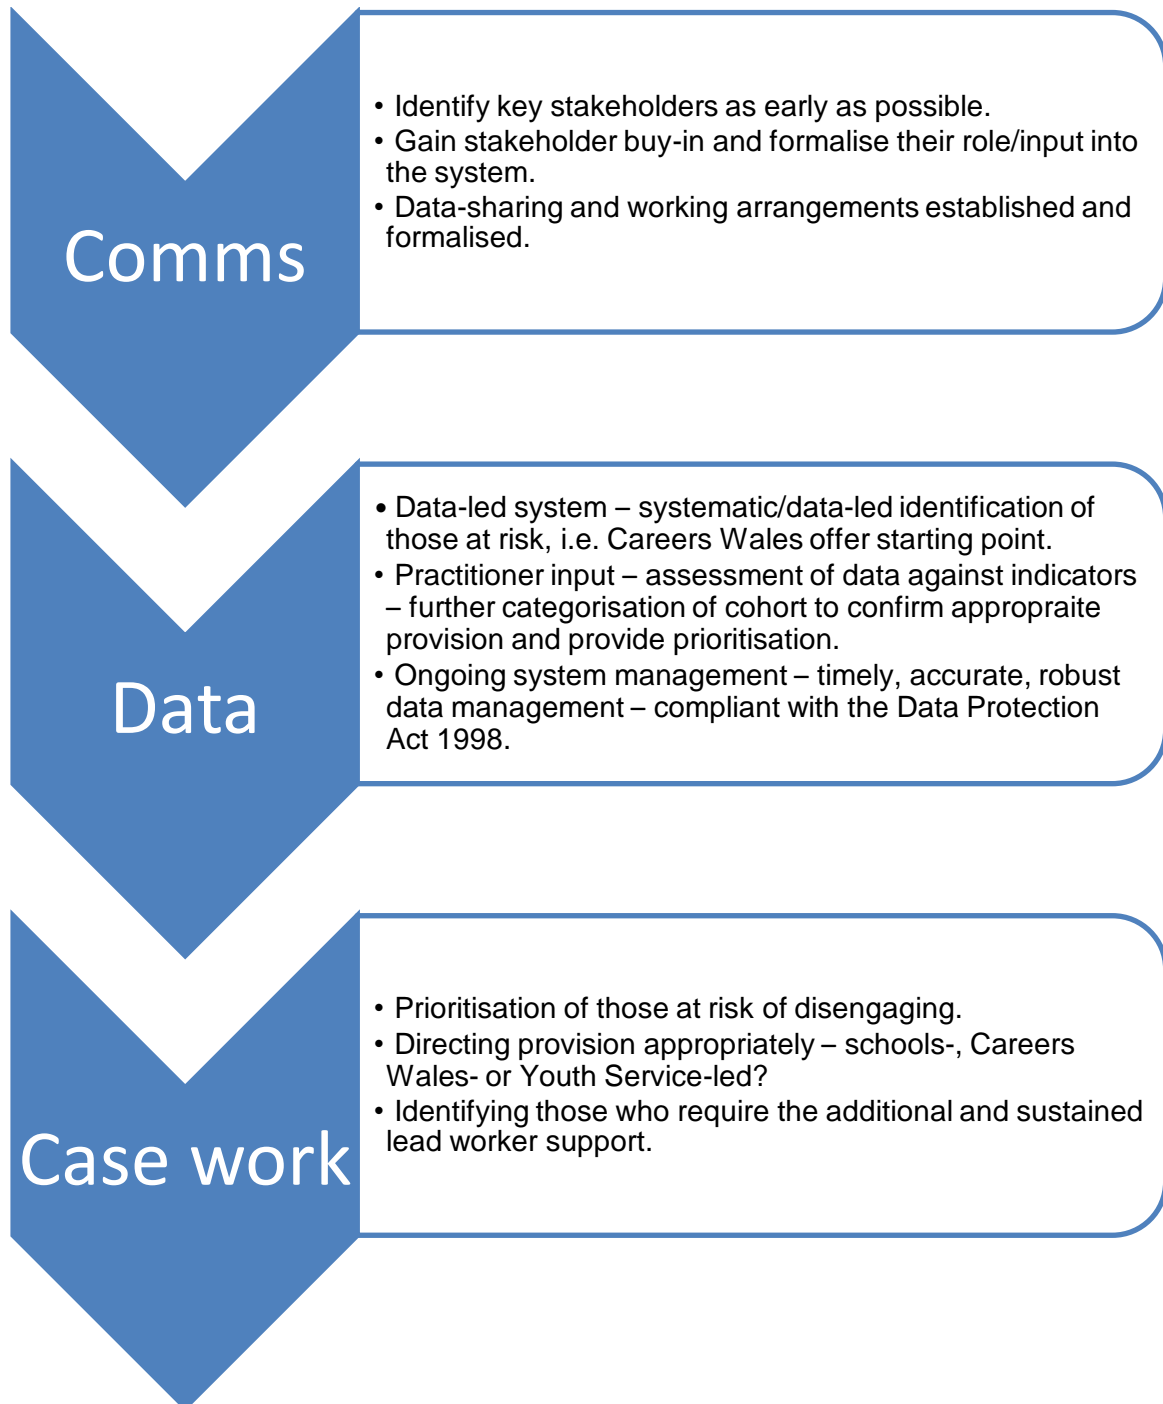 Comms
• Identify key stakeholders as early as possible.
• Gain stakeholder buy-in and formalise their role/input into
the system.
• Data-sharing and working arrangements established and
formalised.
Data
• Data-led system – systematic/data-led identification of
those at risk, i.e. Careers Wales offer starting point.
• Practitioner input – assessment of data against indicators
– further categorisation of cohort to confirm appropraite
provision and provide prioritisation.
• Ongoing system management – timely, accurate, robust
data management – compliant with the Data Protection
Act 1998.
Case work
• Prioritisation of those at risk of disengaging.
• Directing provision appropriately – schools-, Careers
Wales- or Youth Service-led?
• Identifying those who require the additional and sustained
lead worker support.